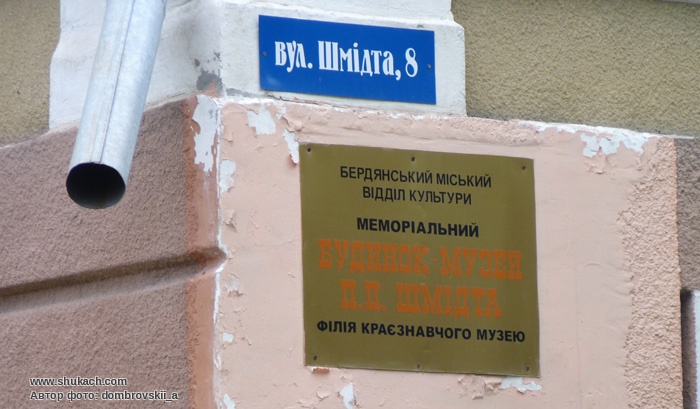 вул. Шмідта, 8
БЕРДЯНСЬКИЙ МІСЬКИЙ
ВІДДІЛ КУЛЬТУРИ
МЕМОРІАЛЬНИЙ
БУДИНОК-МУЗЕЙ
П.П. ШМІДТА
ФІЛІЯ КРАЄЗНАВЧОГО МУЗЕЮ
www.shukach.com
Автор фото: dombrovskii_a